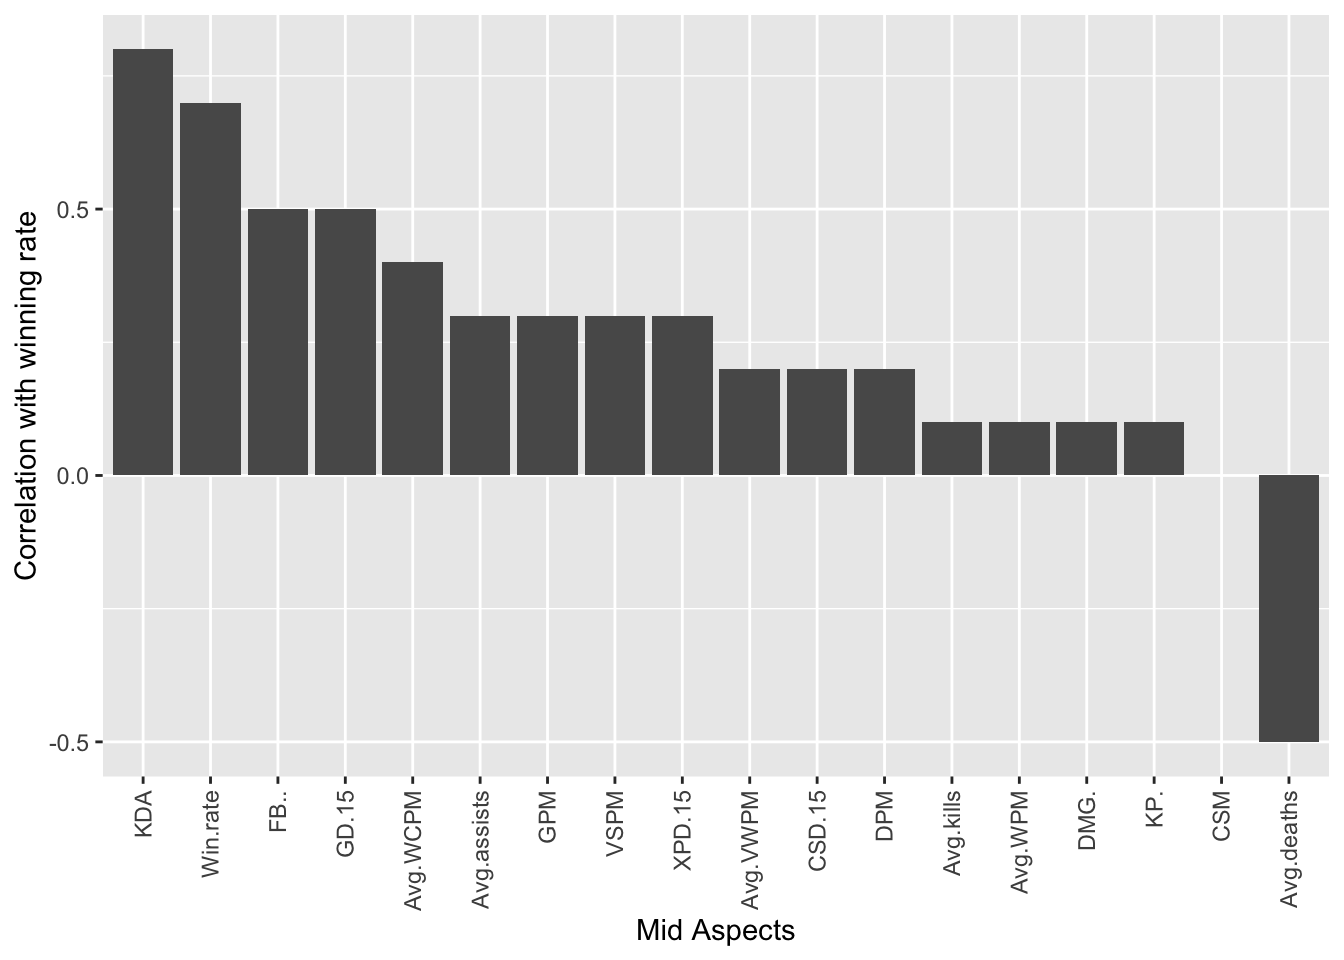 Correlation with winning rate
0.5
0.0
-0.5
KDA
Win.rate
FB..
GD.15
Avg.WCPM
Avg.assists
GPM
VSPM
XPD.15
Avg.VWPM
CSD.15
DPM
Avg.kills
Avg.WPM
DMG.
KP.
CSM
Avg.deaths
Mid Aspects